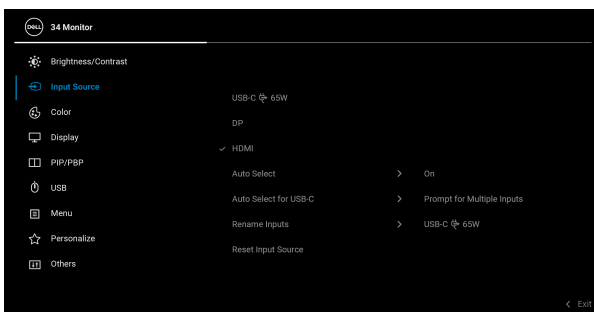 DELL 34 Monitor
Brightness/Contrast
Input Source
USB-C 65W
Color
DP
Display
HDMI
PIP/PBP
Auto Select > On
USB
Auto Select for USB-C > Prompt for Multiple Inputs
Menu
Rename Inputs > USB-C 65W
Personalize
Reset Input Source
Others
< Exit